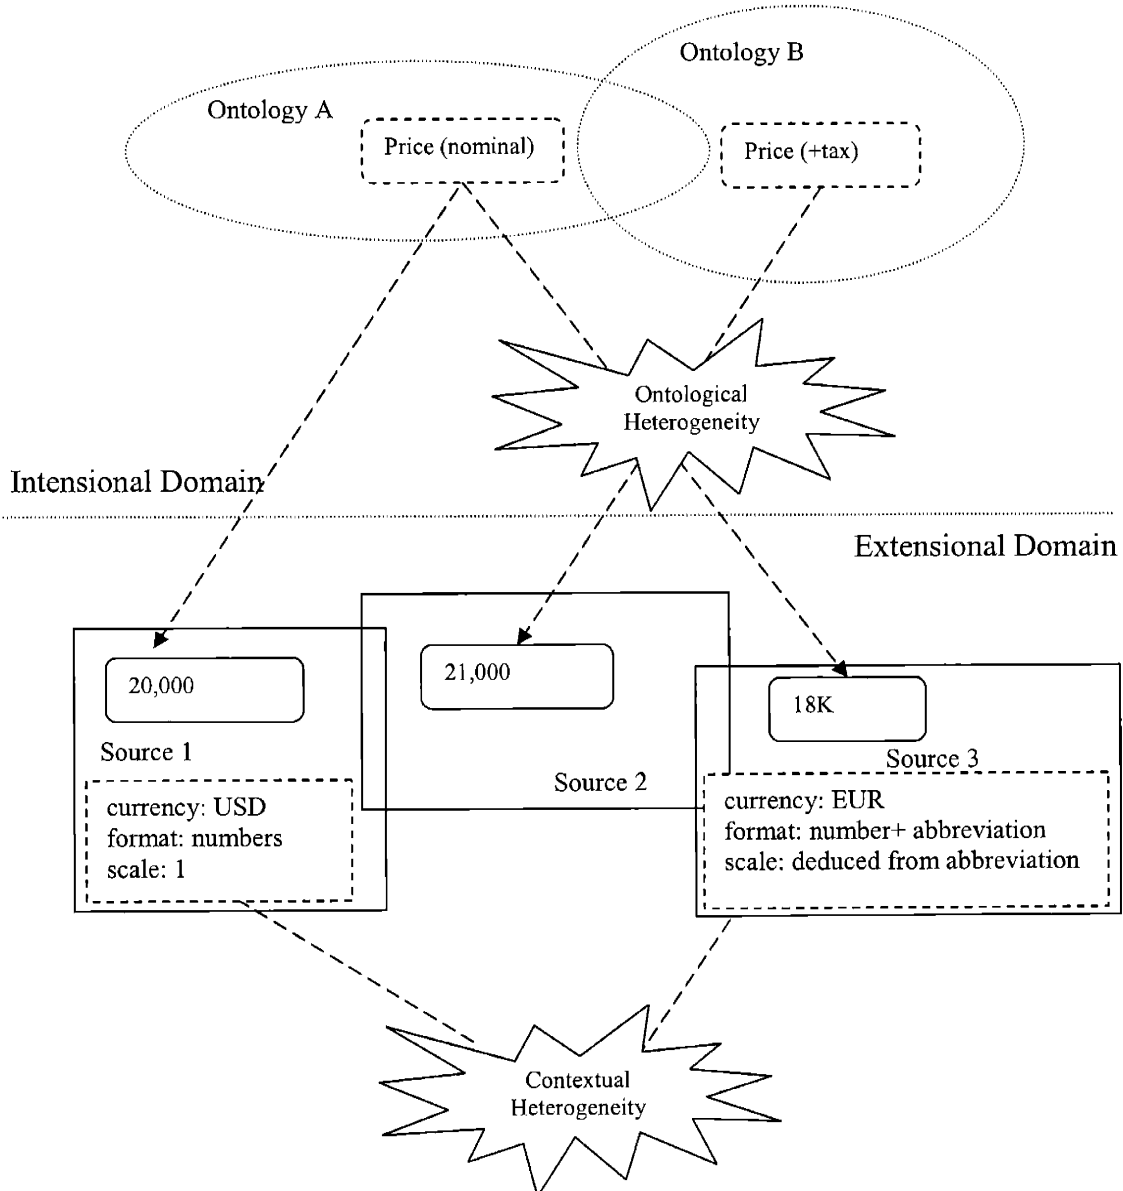 Ontology B
Ontology A
Price (nominal)
Price (+tax)
Ontological
Heterogeneity
Intensional Domain
Extensional Domain
20,000
21,000
18K
Source 1
Source 2
Source 3
currency: USD
format: numbers
scale: 1
currency: EUR
format: number+ abbreviation
scale: deduced from abbreviation
Contextual
Heterogeneity